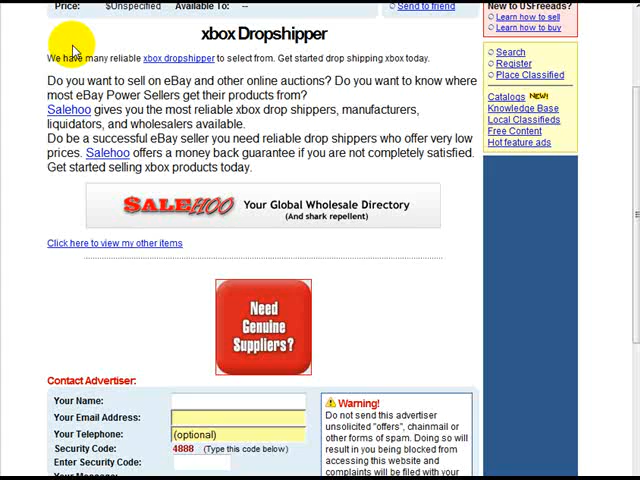 Price: $Unspecified Available To: --
Send to friend
New to USFreeads?
Learn how to sell
Learn how to buy
xbox Dropshipper
We have many reliable xbox dropshipper to select from. Get started drop shipping xbox today.
Do you want to sell on eBay and other online auctions? Do you want to know where
most eBay Power Sellers get their products from?
Salehoo gives you the most reliable xbox drop shippers, manufacturers,
liquidators, and wholesalers available.
Do be a successful eBay seller you need reliable drop shippers who offer very low
prices. Salehoo offers a money back guarantee if you are not completely satisfied.
Get started selling xbox products today.
SALEHOO Your Global Wholesale Directory
(And shark repellent)
Click here to view my other items
Need
Genuine
Suppliers?
Search
Register
Place Classified
Catalogs NEW!
Knowledge Base
Local Classifieds
Free Content
Hot feature ads
Contact Advertiser:
Your Name:
Your Email Address:
Your Telephone: (optional)
Security Code: 4888 (Type this code below)
Enter Security Code:
Your Message:
Warning!
Do not send this advertiser
unsolicited "offers", chainmail or
other forms of spam. Doing so will
result in you being blocked from
accessing this website and
complaints will be filed with your